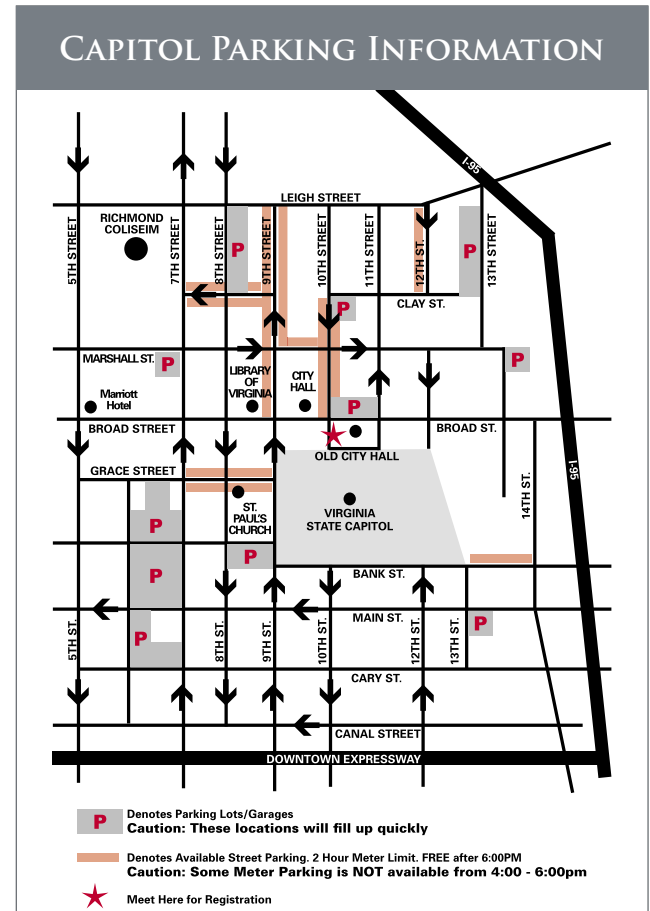 CAPITOL PARKING INFORMATION
I-95
LEIGH STREET
5TH STREET
RICHMOND
COLISEIM
7TH STREET
8TH STREET
P
9TH STREET
10TH STREET
11TH STREET
12TH ST.
P
13TH STREET
CLAY ST.
P
MARSHALL ST.
P
LIBRARY
OF
VIRGINIA
CITY
HALL
P
Marriott
Hotel
P
BROAD STREET
BROAD ST.
OLD CITY HALL
GRACE STREET
I-95
14TH ST.
ST.
PAUL'S
CHURCH
VIRGINIA
STATE CAPITOL
P
P
P
BANK ST.
MAIN ST.
P
5TH ST.
8TH ST.
9TH ST.
10TH ST.
12TH ST.
13TH ST.
P
CARY ST.
CANAL STREET
DOWNTOWN EXPRESSWAY
P
Denotes Parking Lots/Garages
Caution: These locations will fill up quickly
Denotes Available Street Parking. 2 Hour Meter Limit. FREE after 6:00PM
Caution: Some Meter Parking is NOT available from 4:00 - 6:00pm
Meet Here for Registration